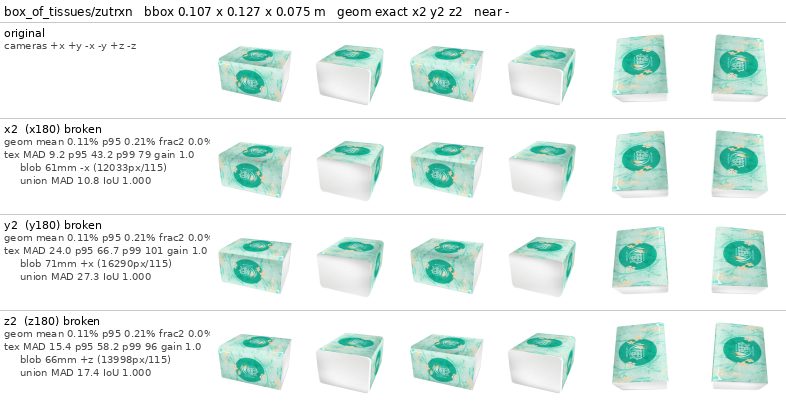 box_of_tissues/zutrxn bbox 0.107 x 0.127 x 0.075 m geom exact x2 y2 z2 near -
original
cameras +x +y -x -y +z -z
x2 (x180) broken
geom mean 0.11% p95 0.21% frac2 0.0%
tex MAD 9.2 p95 43.2 p99 79 gain 1.0
blob 61mm -x (12033px/115)
union MAD 10.8 IoU 1.000
y2 (y180) broken
geom mean 0.11% p95 0.21% frac2 0.0%
tex MAD 24.0 p95 66.7 p99 101 gain 1.0
blob 71mm +x (16290px/115)
union MAD 27.3 IoU 1.000
z2 (z180) broken
geom mean 0.11% p95 0.21% frac2 0.0%
tex MAD 15.4 p95 58.2 p99 96 gain 1.0
blob 66mm +z (13998px/115)
union MAD 17.4 IoU 1.000